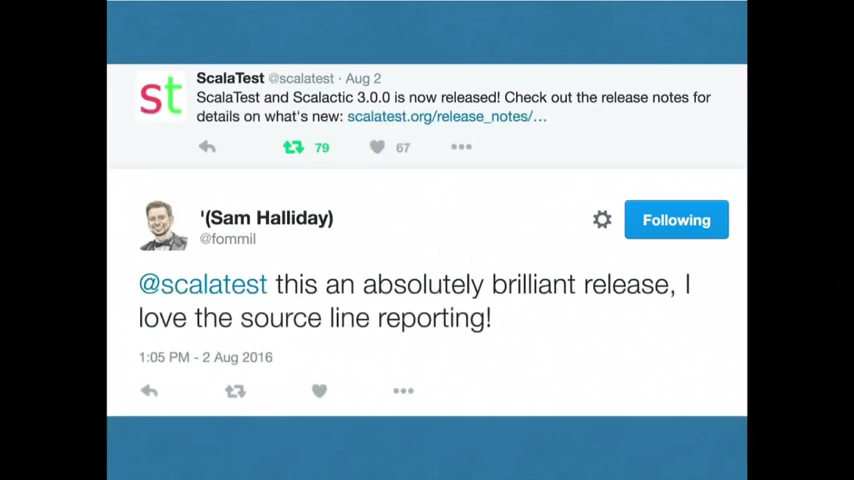 st
ScalaTest @scalatest · Aug 2
ScalaTest and Scalactic 3.0.0 is now released! Check out the release notes for
details on what's new: scalatest.org/release_notes/…
79 67
'(Sam Halliday)
@fommil
Following
@scalatest this an absolutely brilliant release, I
love the source line reporting!
1:05 PM - 2 Aug 2016